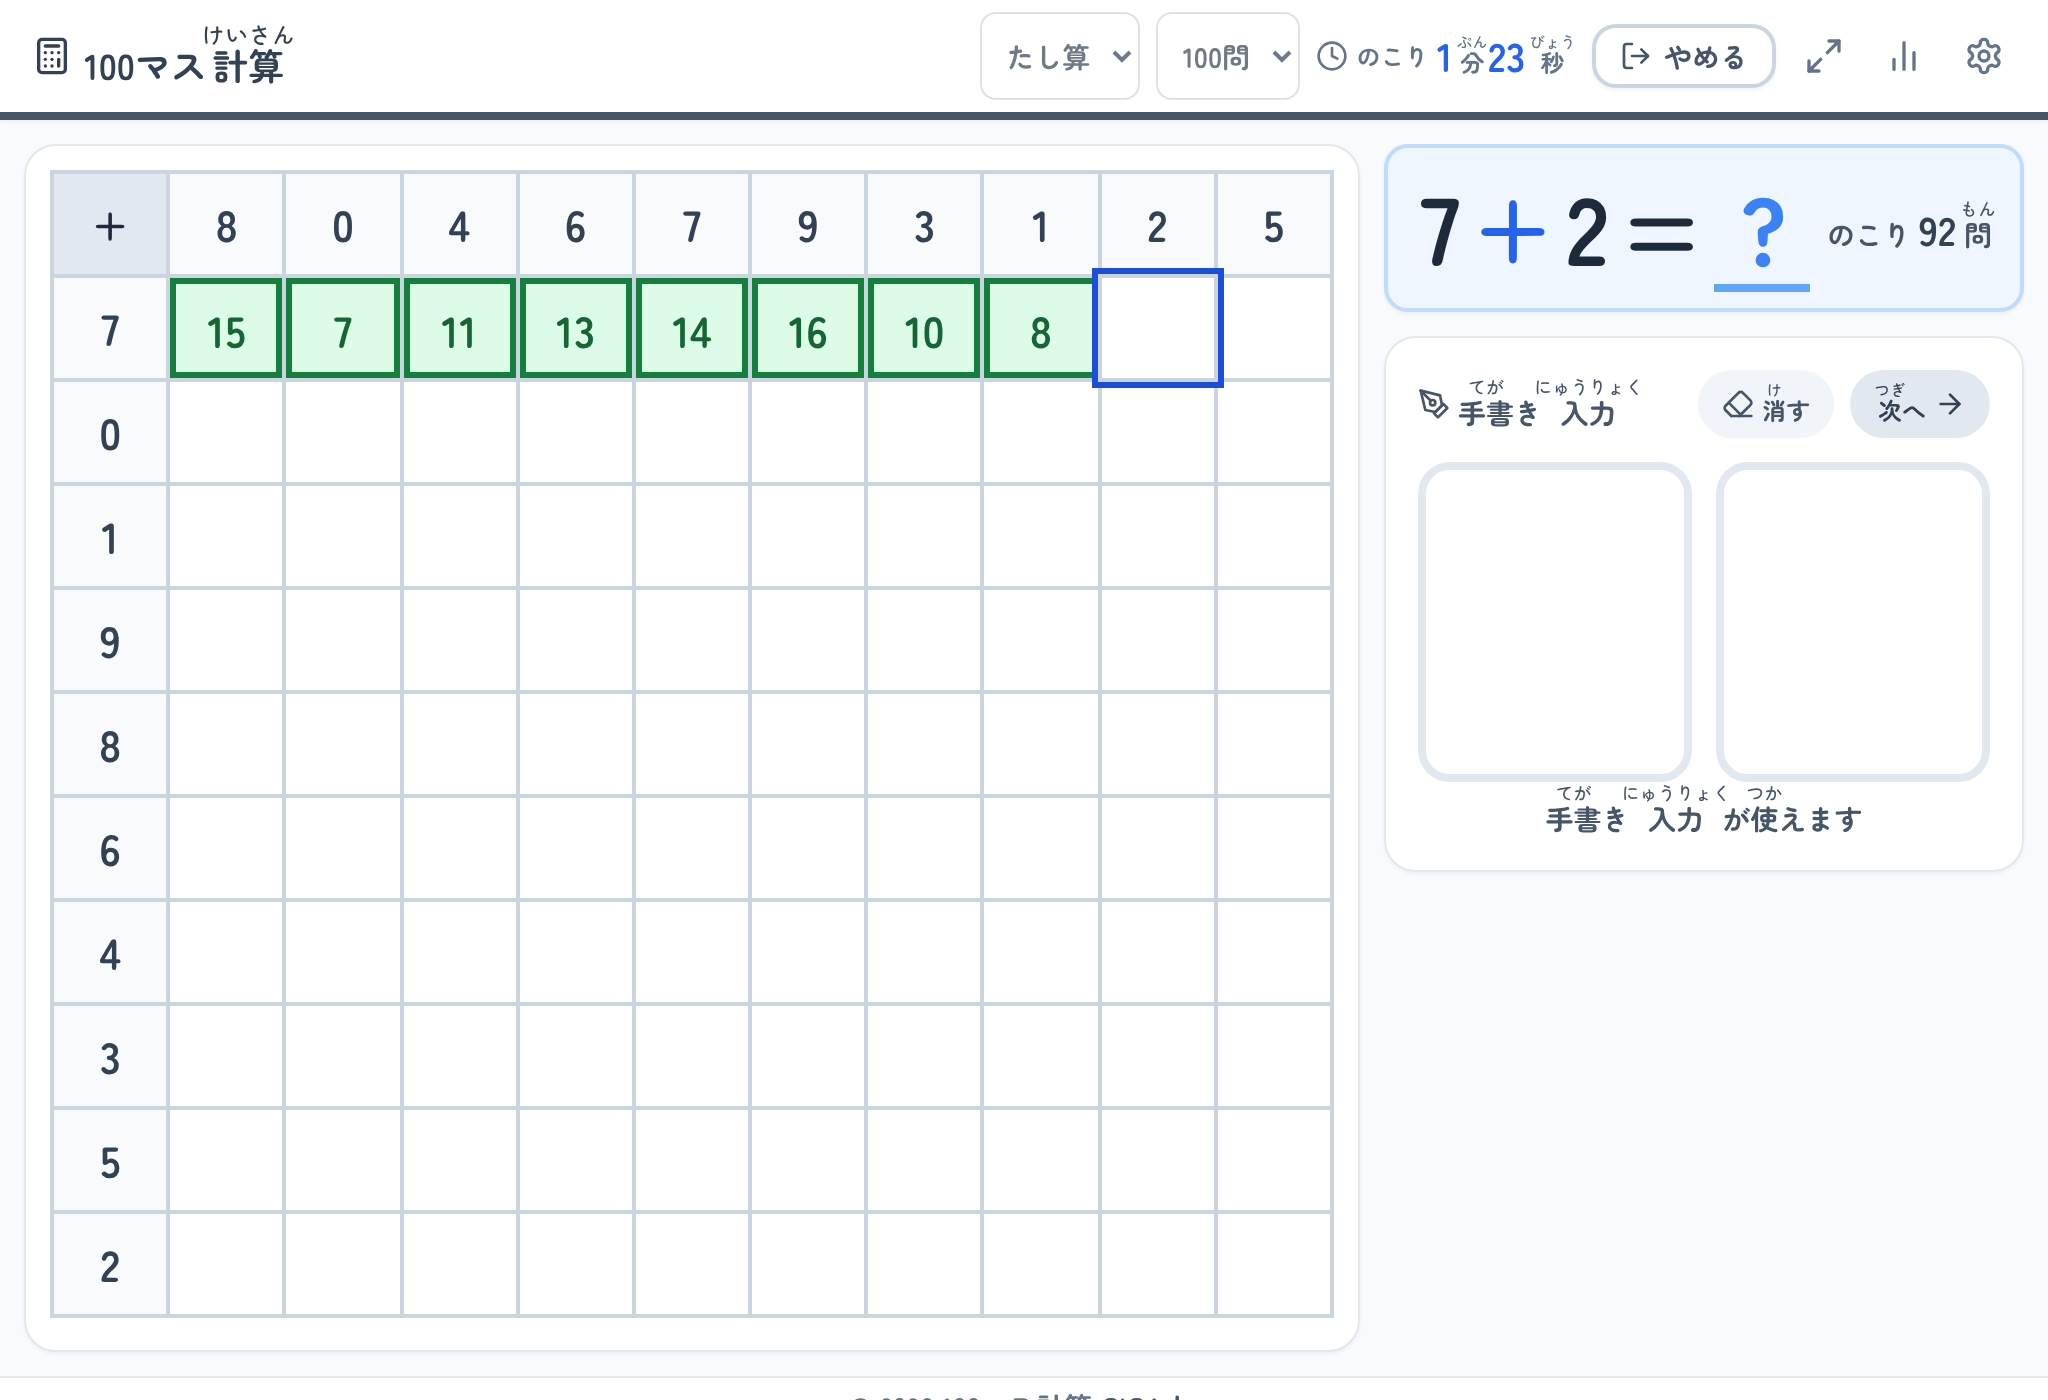 けいさん
100マス 計算
たし算
100問
のこり 1分23秒
ぷん びょう
やめる
+ 8 0 4 6 7 9 3 1 2 5
7 15 7 11 13 14 16 10 8
0
1
9
8
6
4
3
5
2
7+2=?
もん
のこり 92問
てが にゅうりょく
手書き 入力
け
消す
つぎ
次へ
てが にゅうりょく つか
手書き 入力 が使えます